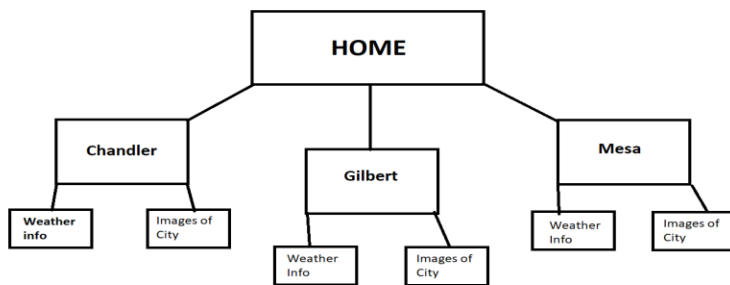 HOME
Chandler
Gilbert
Mesa
Weather
info
Images of
City
Weather
Info
Images of
City
Weather
Info
Images of
City